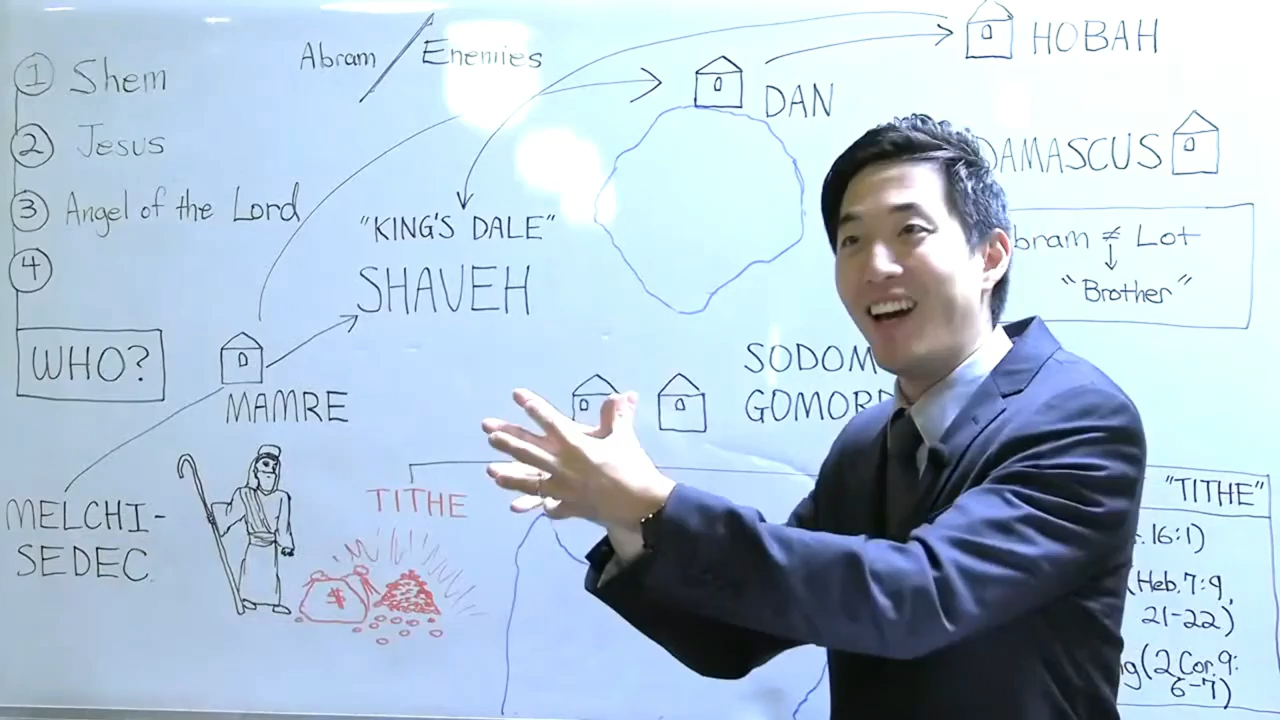 1 Shem
2 Jesus
3 Angel of the Lord
4
WHO?
Abram / Enemies
HOBAH
DAN
DAMASCUS
"KING'S DALE"
SHAVEH
bram ≠ Lot
"Brother"
MAMRE
SODOM
GOMOR
MELCHI-
SEDEC
TITHE
$
"TITHE"
.16:1)
(Heb.7:9,
21-22)
ng(2 Cor.9:
6-7)